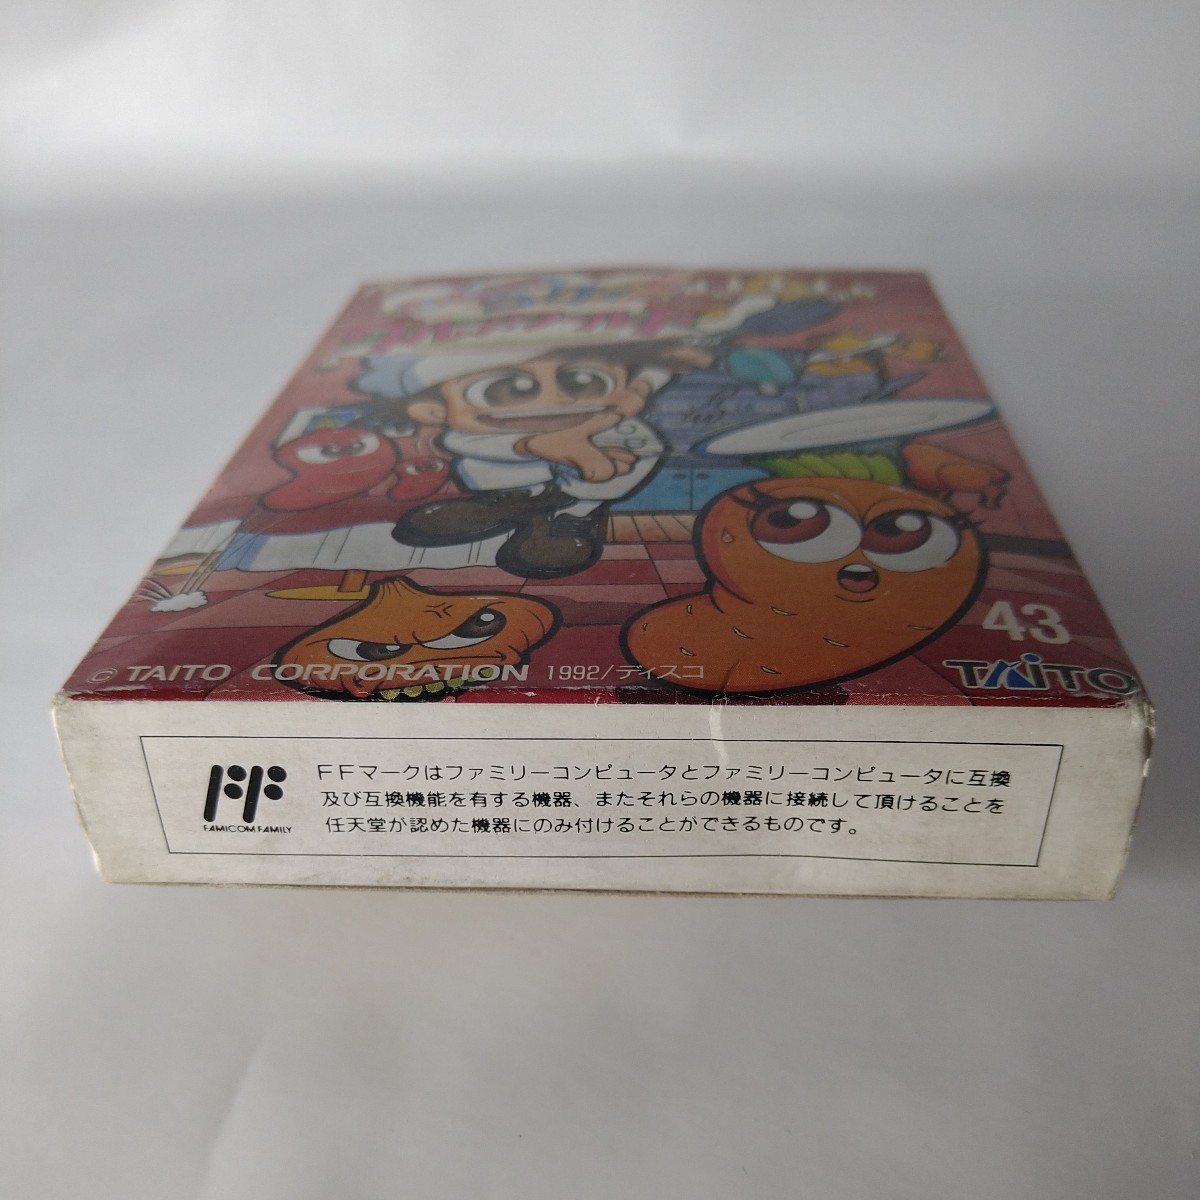 43
TAITO
© TAITO CORPORATION 1992/ディスコ
FF
FAMICOM FAMILY
FFマークはファミリーコンピュータとファミリーコンピュータに互換
及び互換機能を有する機器、またそれらの機器に接続して頂けることを
任天堂が認めた機器にのみ付けることができるものです。